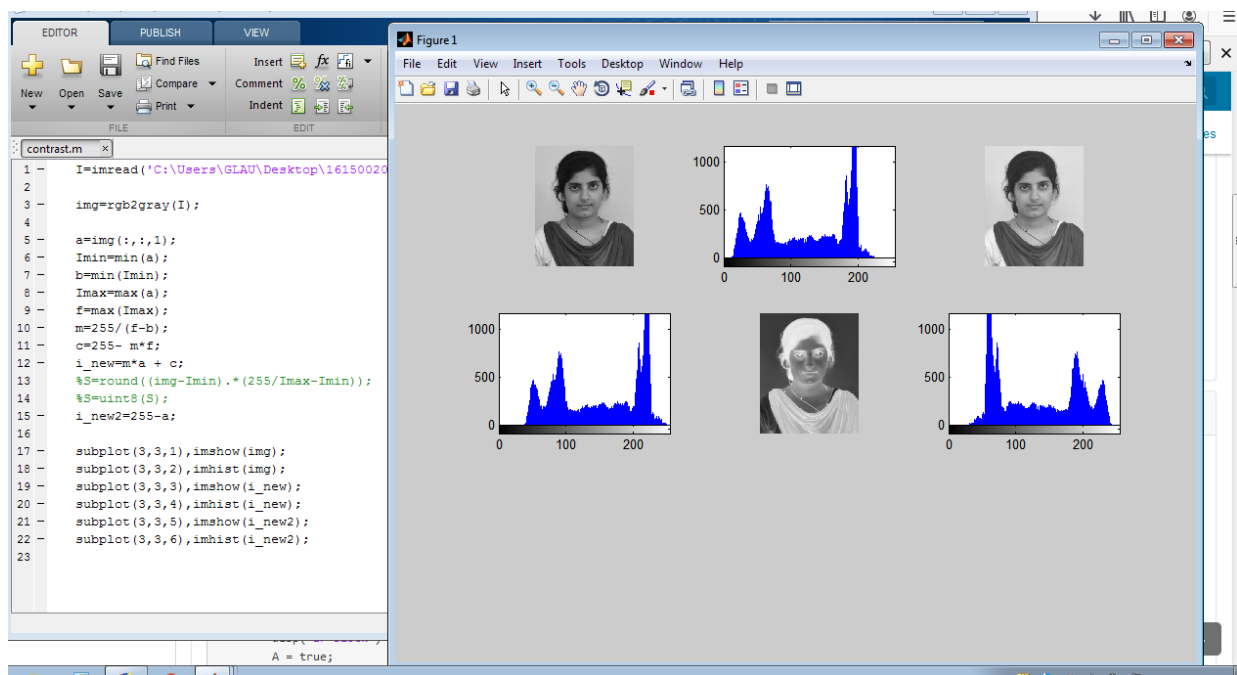 EDITOR PUBLISH VIEW
Find Files Insert fx
New Open Save Compare Comment
Print Indent
FILE EDIT
contrast.m ×
1 I=imread('C:\Users\GLAU\Desktop\16150020
2
3 img=rgb2gray(I);
4
5 a=img(:,:,1);
6 Imin=min(a);
7 b=min(Imin);
8 Imax=max(a);
9 f=max(Imax);
10 m=255/(f-b);
11 c=255- m*f;
12 i_new=m*a + c;
13 %S=round((img-Imin).*(255/Imax-Imin));
14 %S=uint8(S);
15 i_new2=255-a;
16
17 subplot(3,3,1),imshow(img);
18 subplot(3,3,2),imhist(img);
19 subplot(3,3,3),imshow(i_new);
20 subplot(3,3,4),imhist(i_new);
21 subplot(3,3,5),imshow(i_new2);
22 subplot(3,3,6),imhist(i_new2);
23
A = true;
Figure 1
File Edit View Insert Tools Desktop Window Help
1000
500
0
0 100 200
1000
500
0
0 100 200
1000
500
0
0 100 200
es